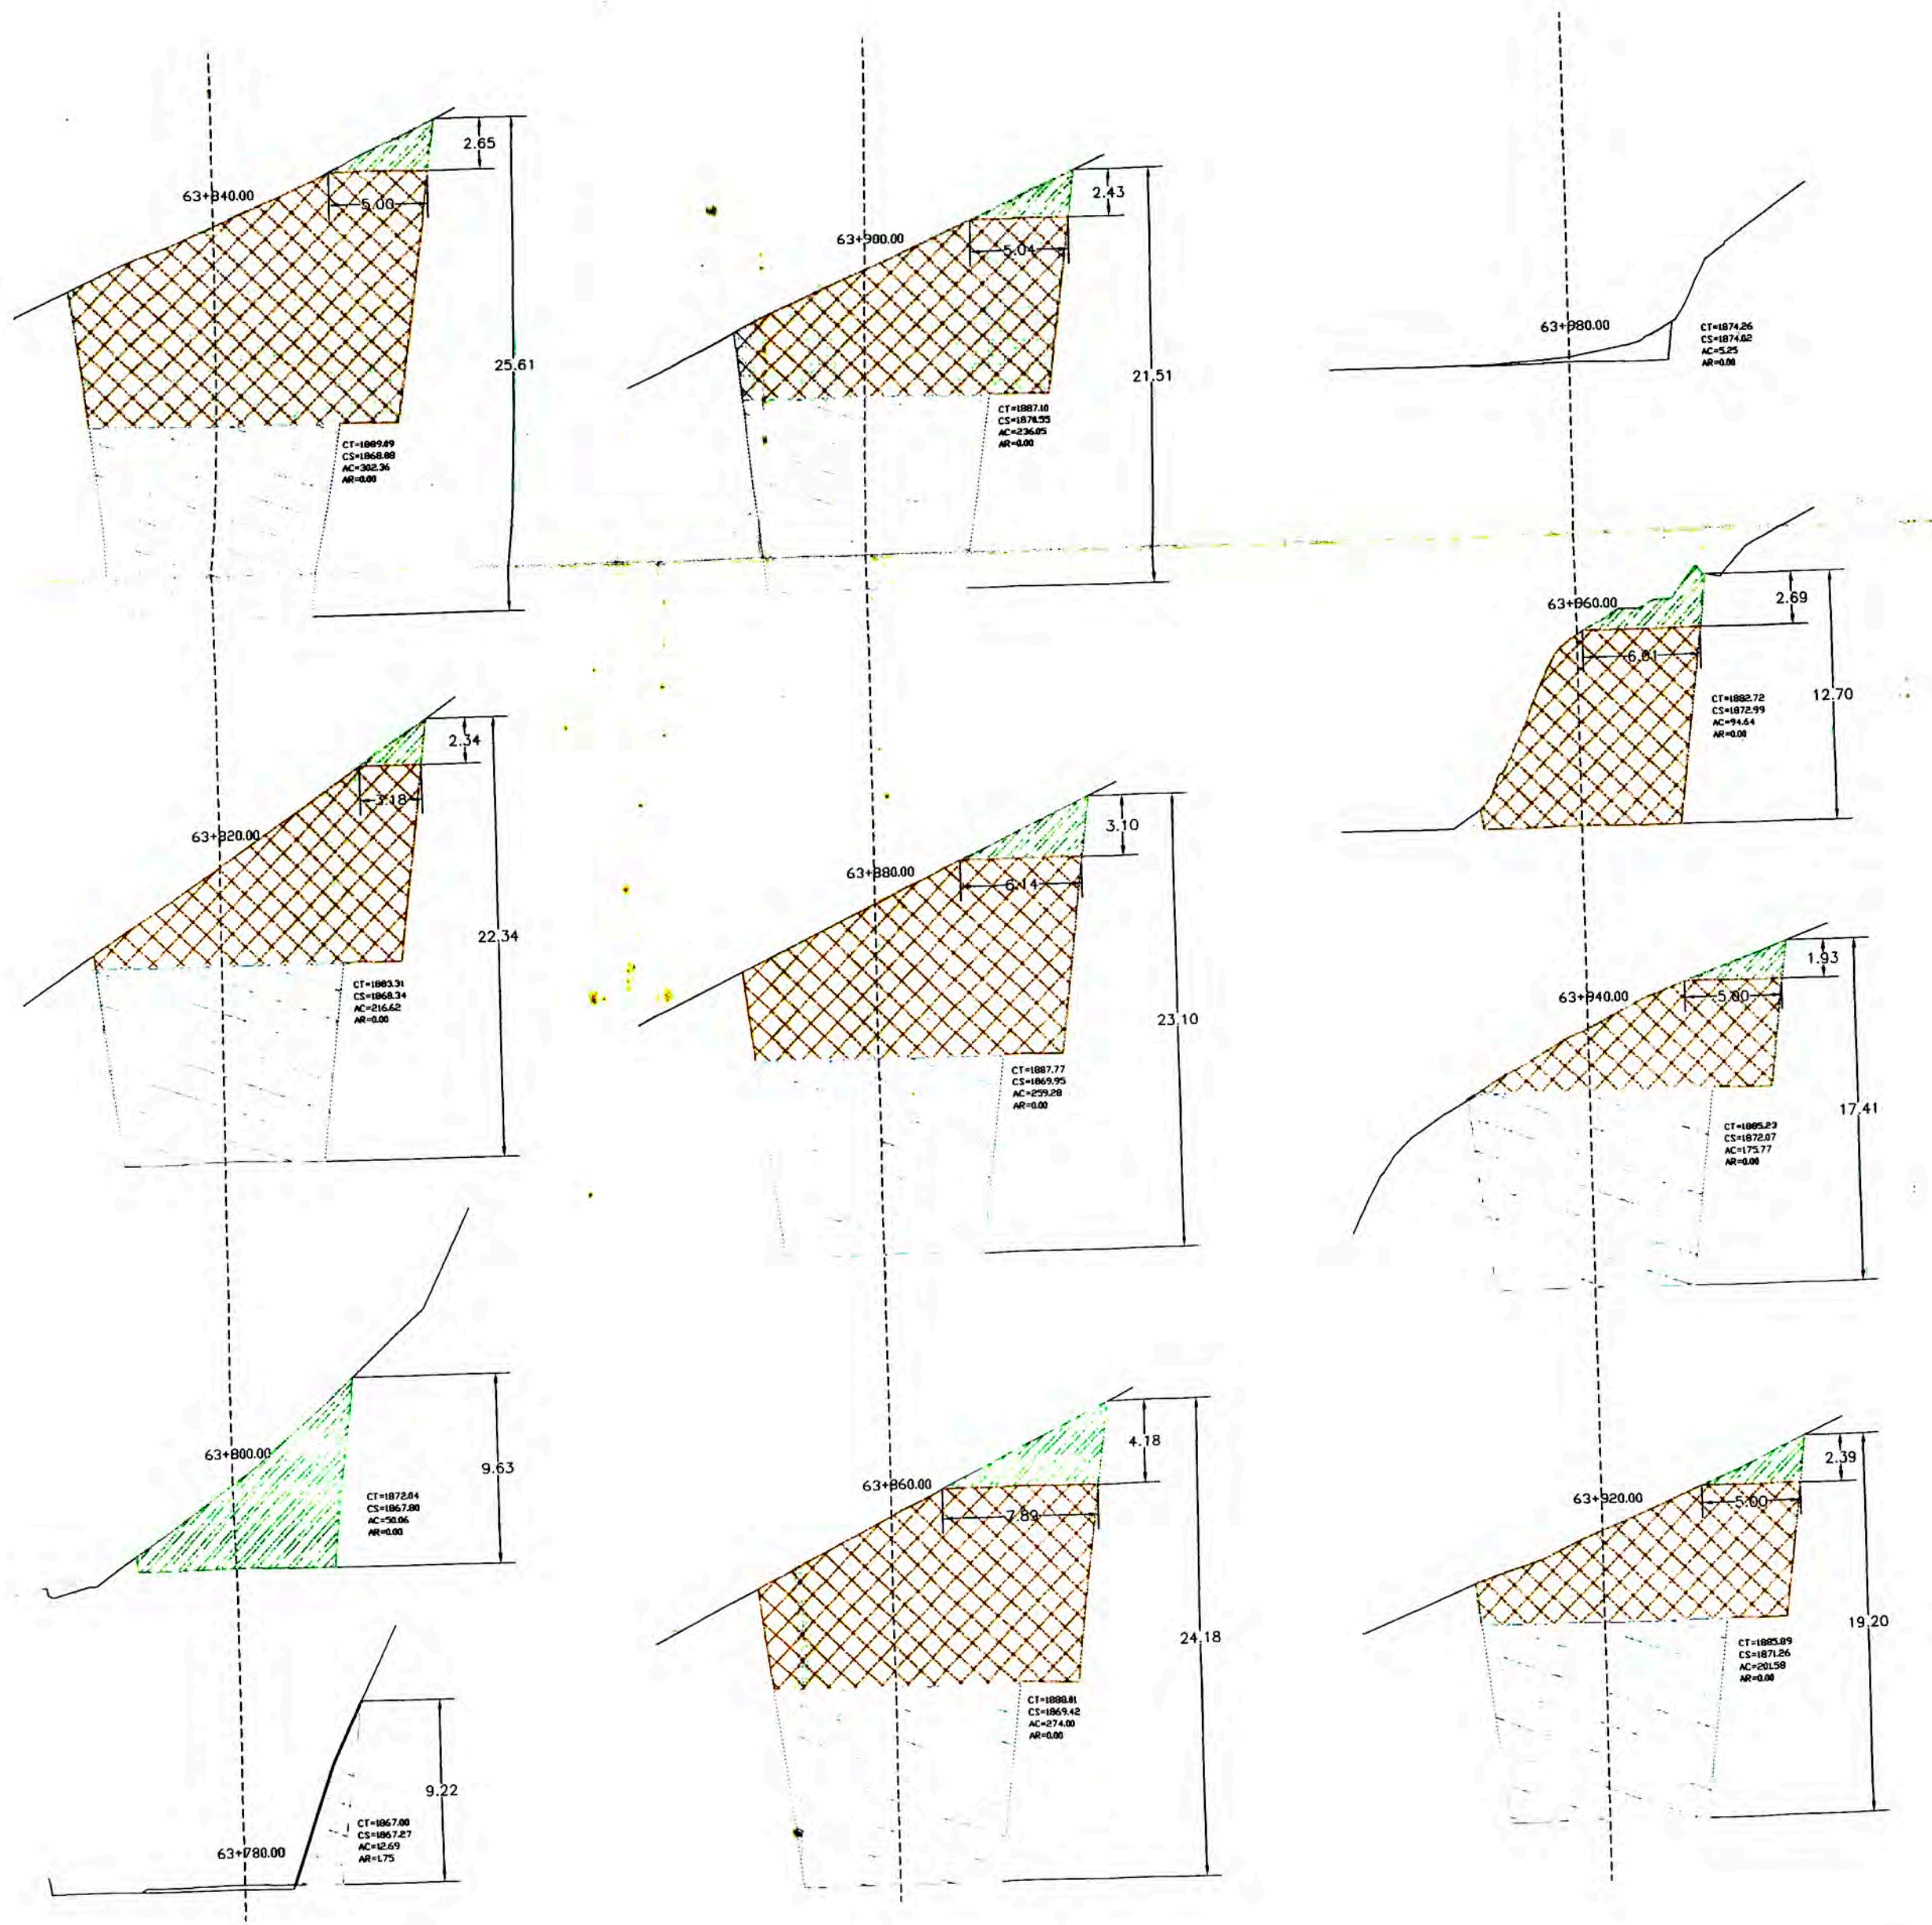 2.65
63+840.00
5.00
25.61
CT=1889.49
CS=1868.88
AC=302.36
AR=0.00
2.34
3.18
63+820.00
22.34
CT=1883.31
CS=1868.34
AC=216.62
AR=0.00
63+800.00
9.63
CT=1872.04
CS=1867.80
AC=50.06
AR=0.00
9.22
CT=1867.00
CS=1867.27
AC=12.69
AR=1.75
63+780.00
2.43
63+900.00
5.04
21.51
CT=1887.10
CS=1870.55
AC=236.05
AR=0.00
3.10
63+880.00
6.14
23.10
CT=1887.77
CS=1869.95
AC=259.28
AR=0.00
4.18
63+860.00
7.89
24.18
CT=1888.81
CS=1869.42
AC=274.00
AR=0.00
63+980.00
CT=1874.26
CS=1874.02
AC=5.25
AR=0.00
2.69
63+960.00
6.01
12.70
CT=1882.72
CS=1872.99
AC=94.64
AR=0.00
1.93
63+940.00
5.00
17.41
CT=1885.23
CS=1872.07
AC=175.77
AR=0.00
2.39
63+920.00
5.00
19.20
CT=1885.89
CS=1871.26
AC=201.58
AR=0.00